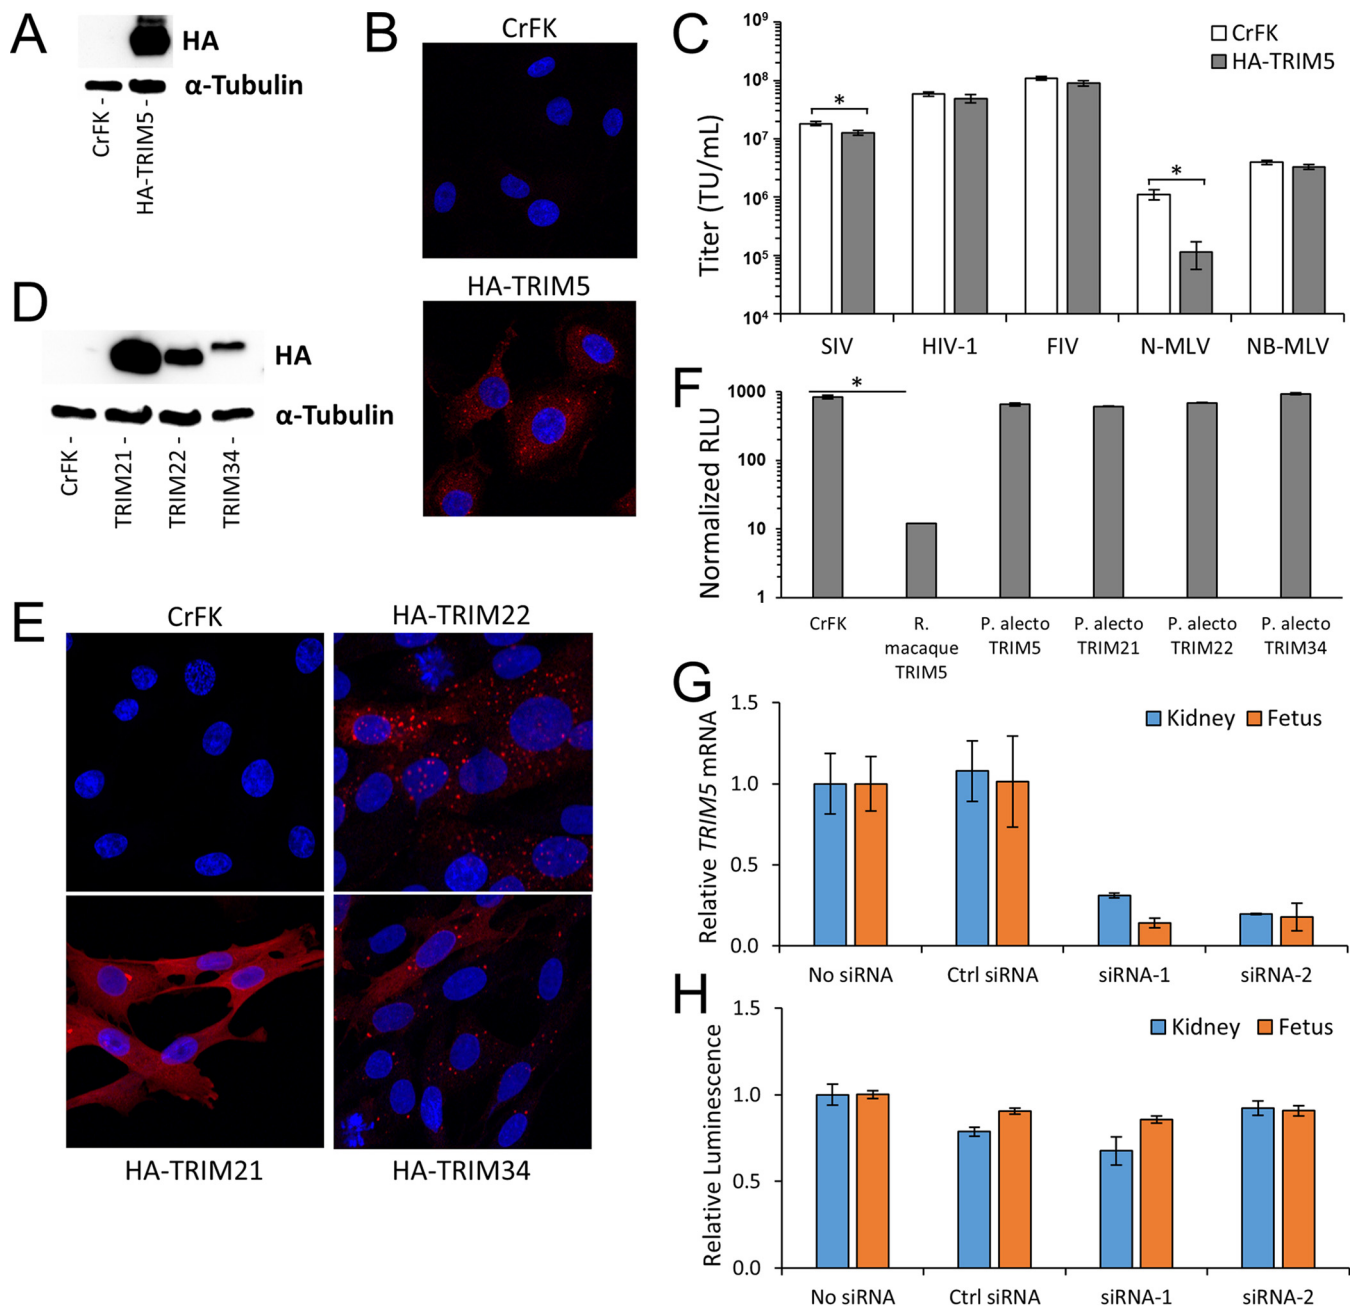 A
HA
α-Tubulin
CrFK -
HA-TRIM5 -
B
CrFK
HA-TRIM5
C
CrFK
HA-TRIM5
Titer (TU/mL)
10⁹
10⁸
10⁷
10⁶
10⁵
10⁴
*
*
SIV
HIV-1
FIV
N-MLV
NB-MLV
D
HA
α-Tubulin
CrFK -
TRIM21 -
TRIM22 -
TRIM34 -
E
CrFK
HA-TRIM22
HA-TRIM21
HA-TRIM34
F
Normalized RLU
1000
100
10
1
*
CrFK
R.
macaque
TRIM5
P. alecto
TRIM5
P. alecto
TRIM21
P. alecto
TRIM22
P. alecto
TRIM34
G
Relative TRIM5 mRNA
1.5
1.0
0.5
0.0
Kidney
Fetus
No siRNA
Ctrl siRNA
siRNA-1
siRNA-2
H
Relative Luminescence
1.5
1.0
0.5
0.0
Kidney
Fetus
No siRNA
Ctrl siRNA
siRNA-1
siRNA-2